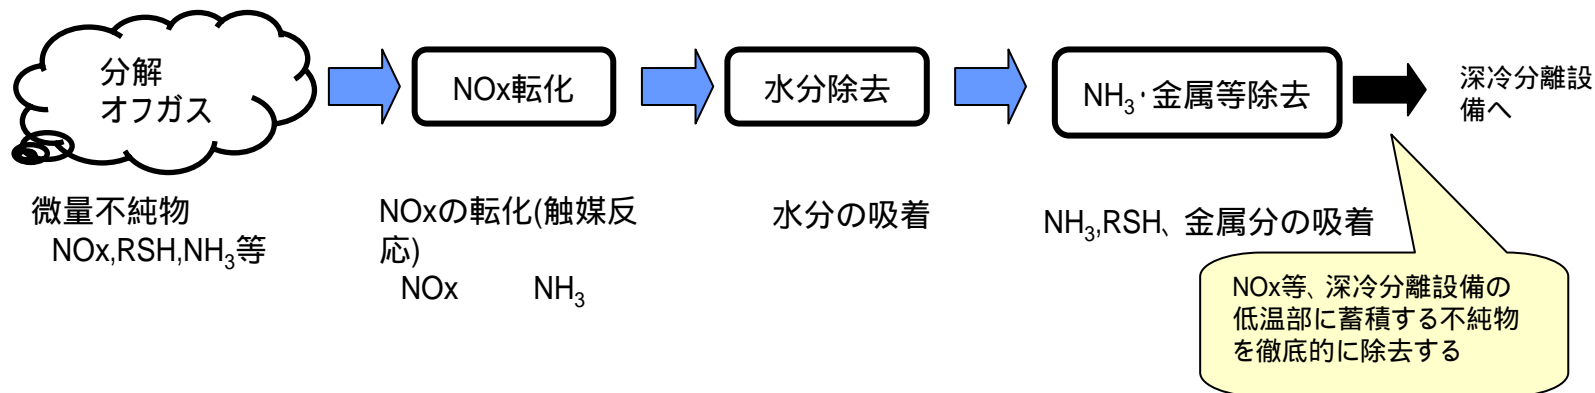 分解
オフガス
NOx転化
水分除去
NH₃・金属等除去
深冷分離設
備へ
微量不純物
NOx,RSH,NH₃等
NOxの転化(触媒反
応)
NOx NH₃
水分の吸着
NH₃,RSH、金属分の吸着
NOx等、深冷分離設備の
低温部に蓄積する不純物
を徹底的に除去する